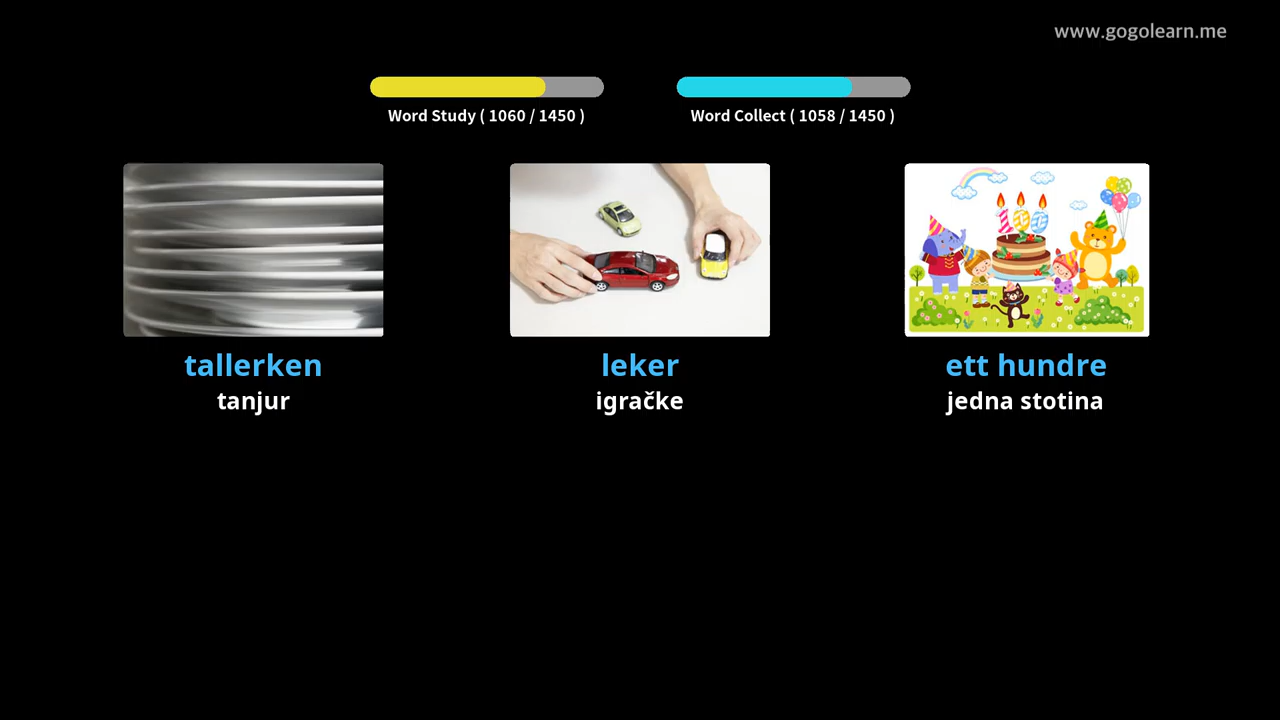 www.gogolearn.me
Word Study ( 1060 / 1450 )
Word Collect ( 1058 / 1450 )
100
tallerken
leker
ett hundre
tanjur
igračke
jedna stotina